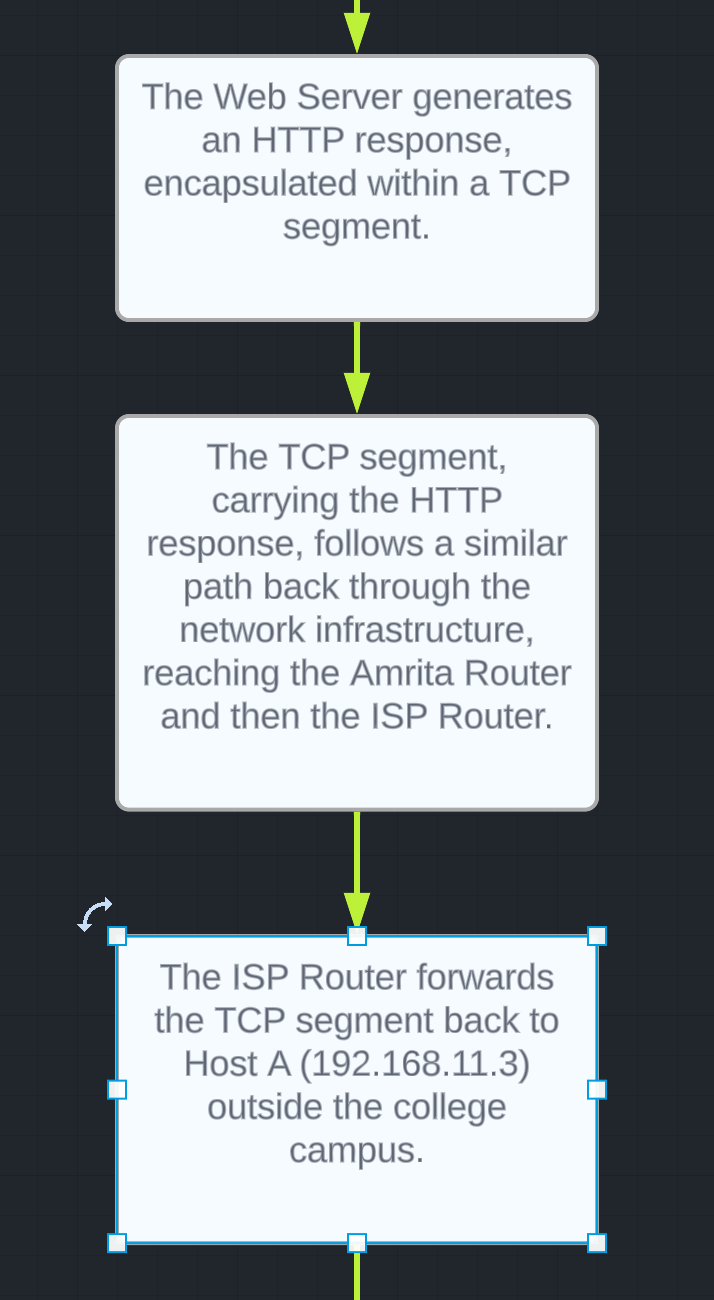 The Web Server generates
an HTTP response,
encapsulated within a TCP
segment.
The TCP segment,
carrying the HTTP
response, follows a similar
path back through the
network infrastructure,
reaching the Amrita Router
and then the ISP Router.
The ISP Router forwards
the TCP segment back to
Host A (192.168.11.3)
outside the college
campus.